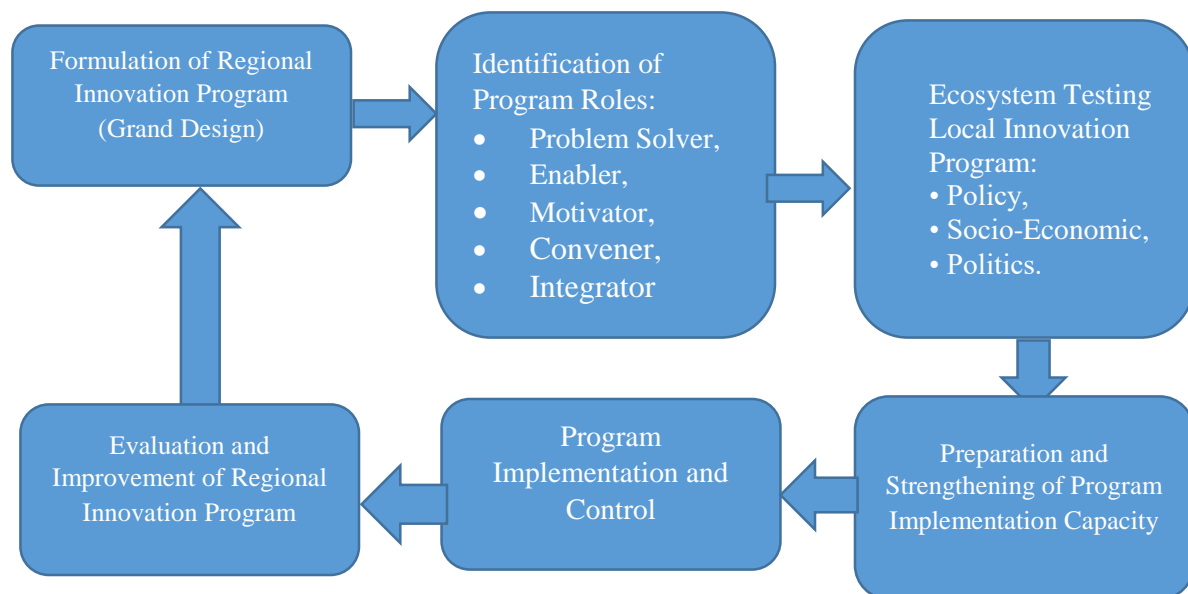 Formulation of Regional
Innovation Program
(Grand Design)
Identification of
Program Roles:
• Problem Solver,
• Enabler,
• Motivator,
• Convener,
• Integrator
Ecosystem Testing
Local Innovation
Program:
• Policy,
• Socio-Economic,
• Politics.
Preparation and
Strengthening of Program
Implementation Capacity
Program
Implementation and
Control
Evaluation and
Improvement of Regional
Innovation Program